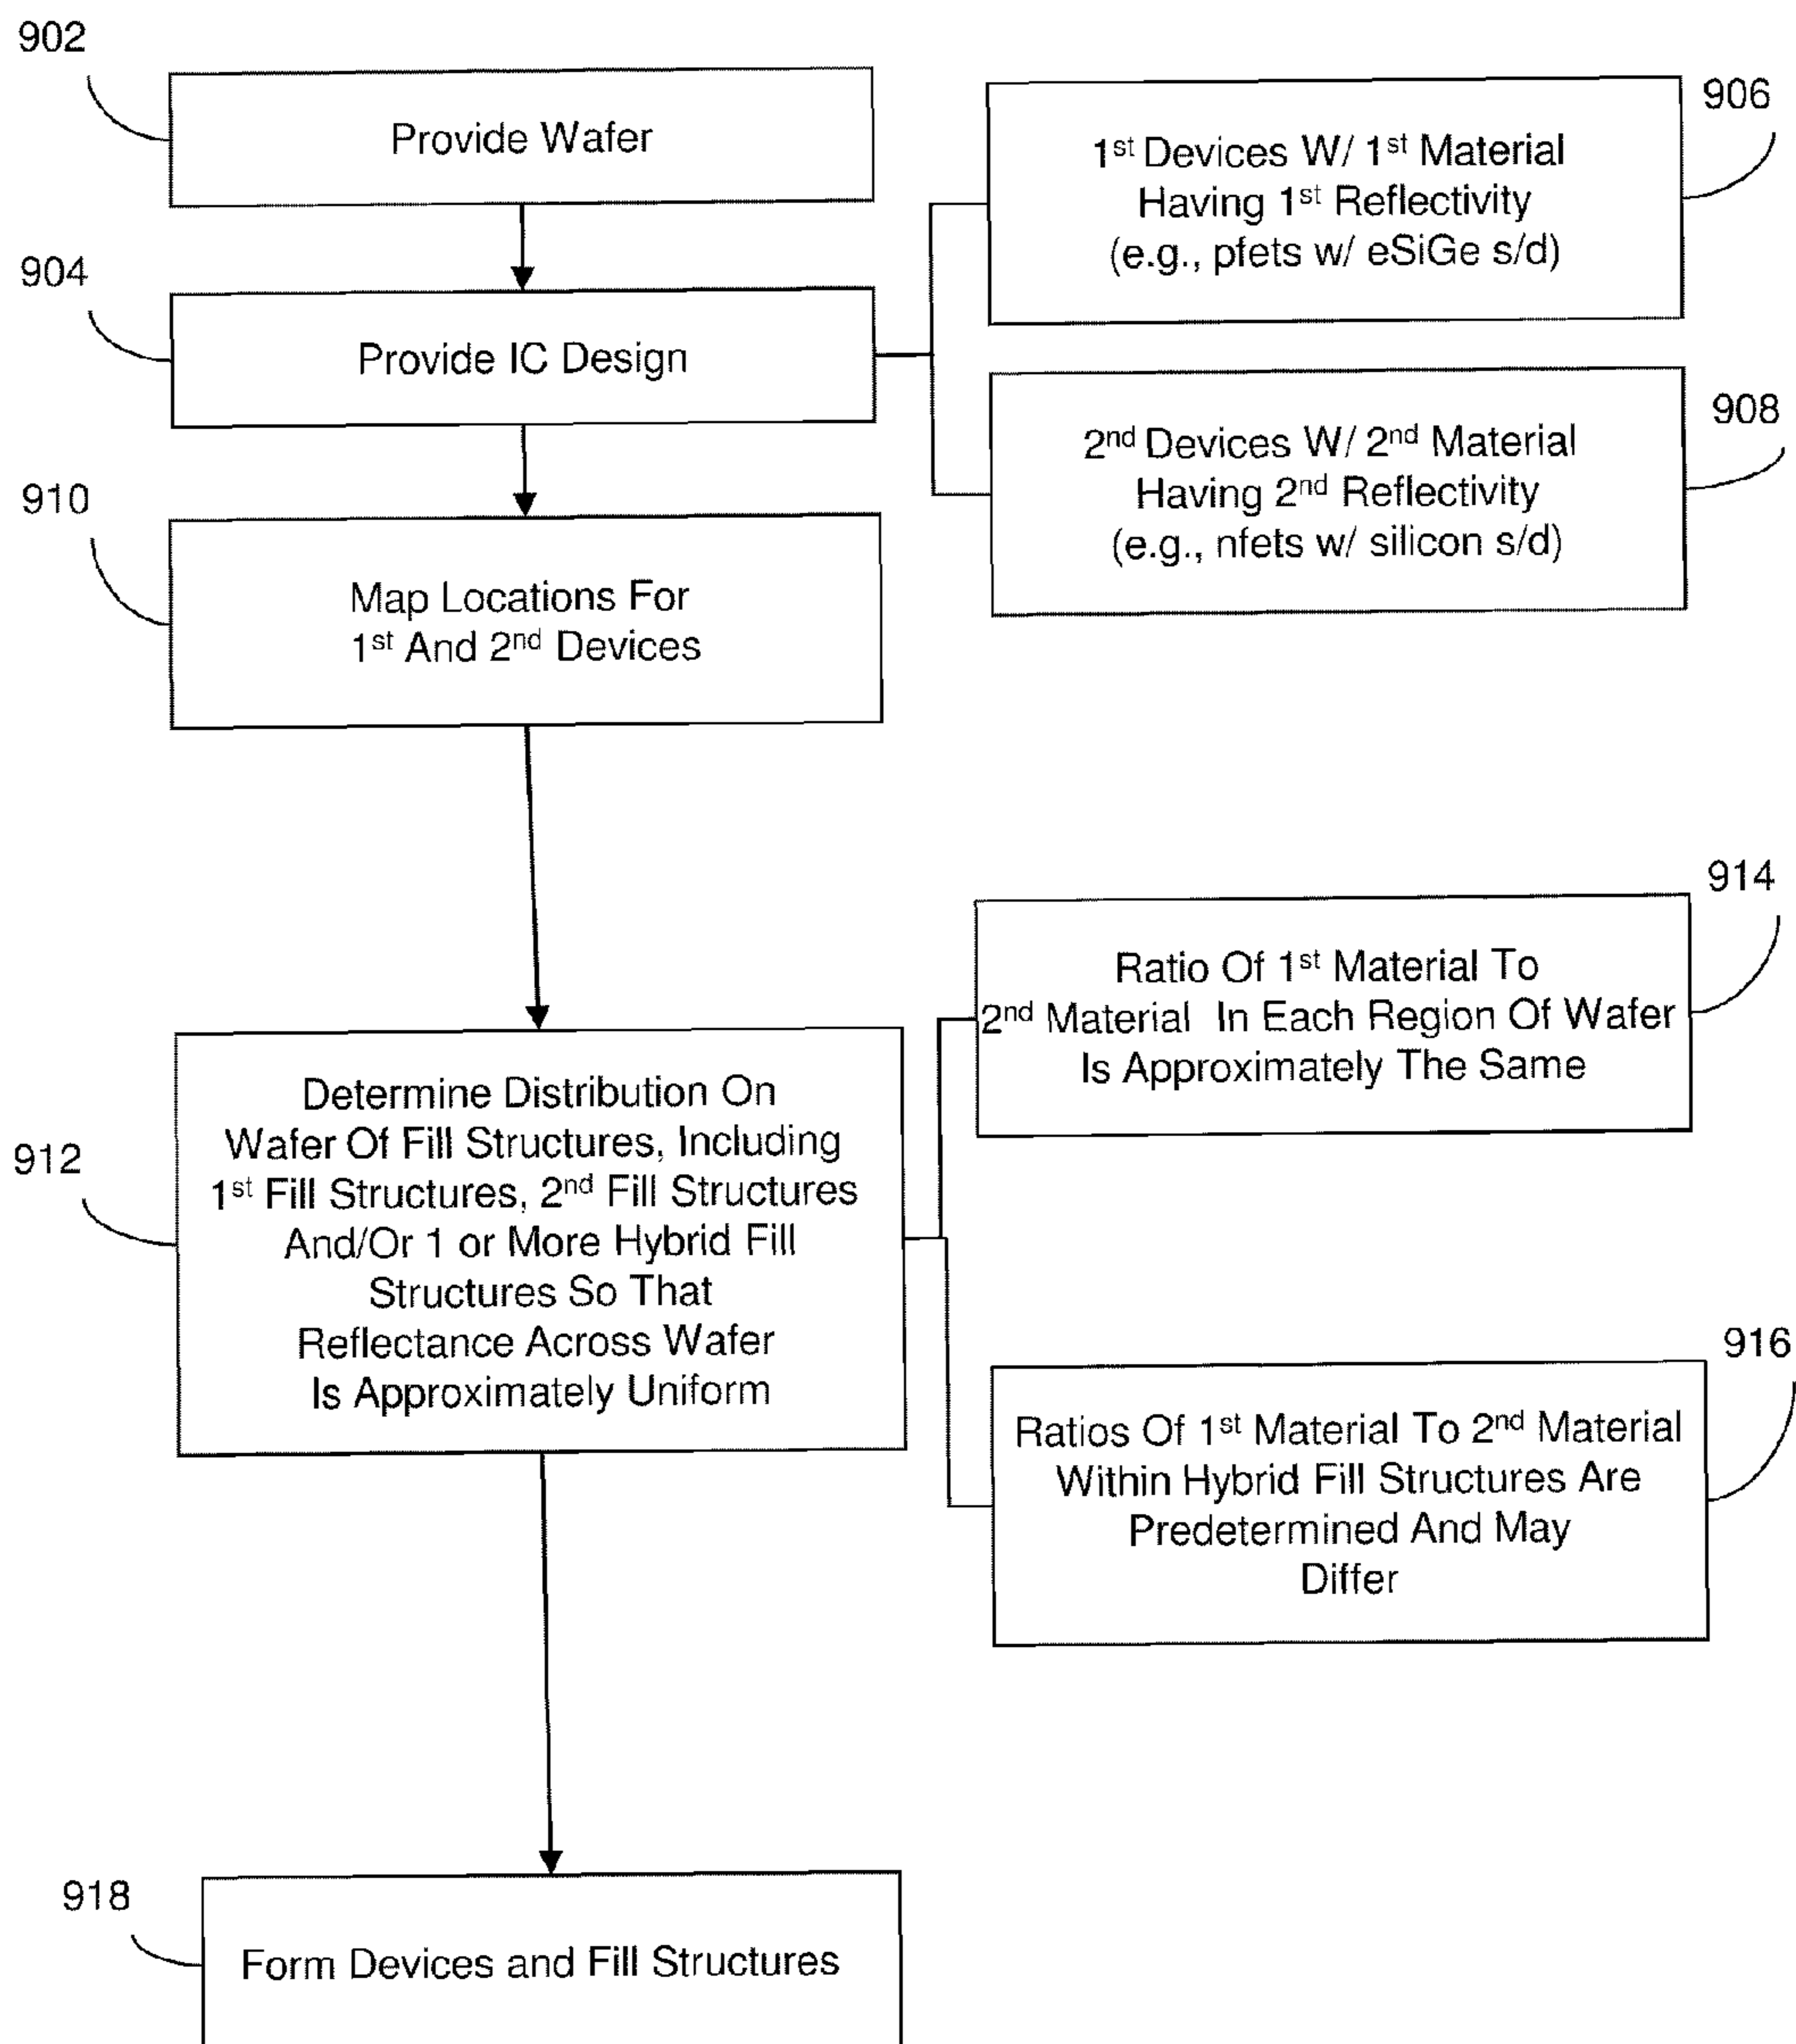 902
Provide Wafer
904
Provide IC Design
906
1st Devices W/ 1st Material
Having 1st Reflectivity
(e.g., pfets w/ eSiGe s/d)
908
2nd Devices W/ 2nd Material
Having 2nd Reflectivity
(e.g., nfets w/ silicon s/d)
910
Map Locations For
1st And 2nd Devices
912
Determine Distribution On
Wafer Of Fill Structures, Including
1st Fill Structures, 2nd Fill Structures
And/Or 1 or More Hybrid Fill
Structures So That
Reflectance Across Wafer
Is Approximately Uniform
914
Ratio Of 1st Material To
2nd Material In Each Region Of Wafer
Is Approximately The Same
916
Ratios Of 1st Material To 2nd Material
Within Hybrid Fill Structures Are
Predetermined And May
Differ
918
Form Devices and Fill Structures